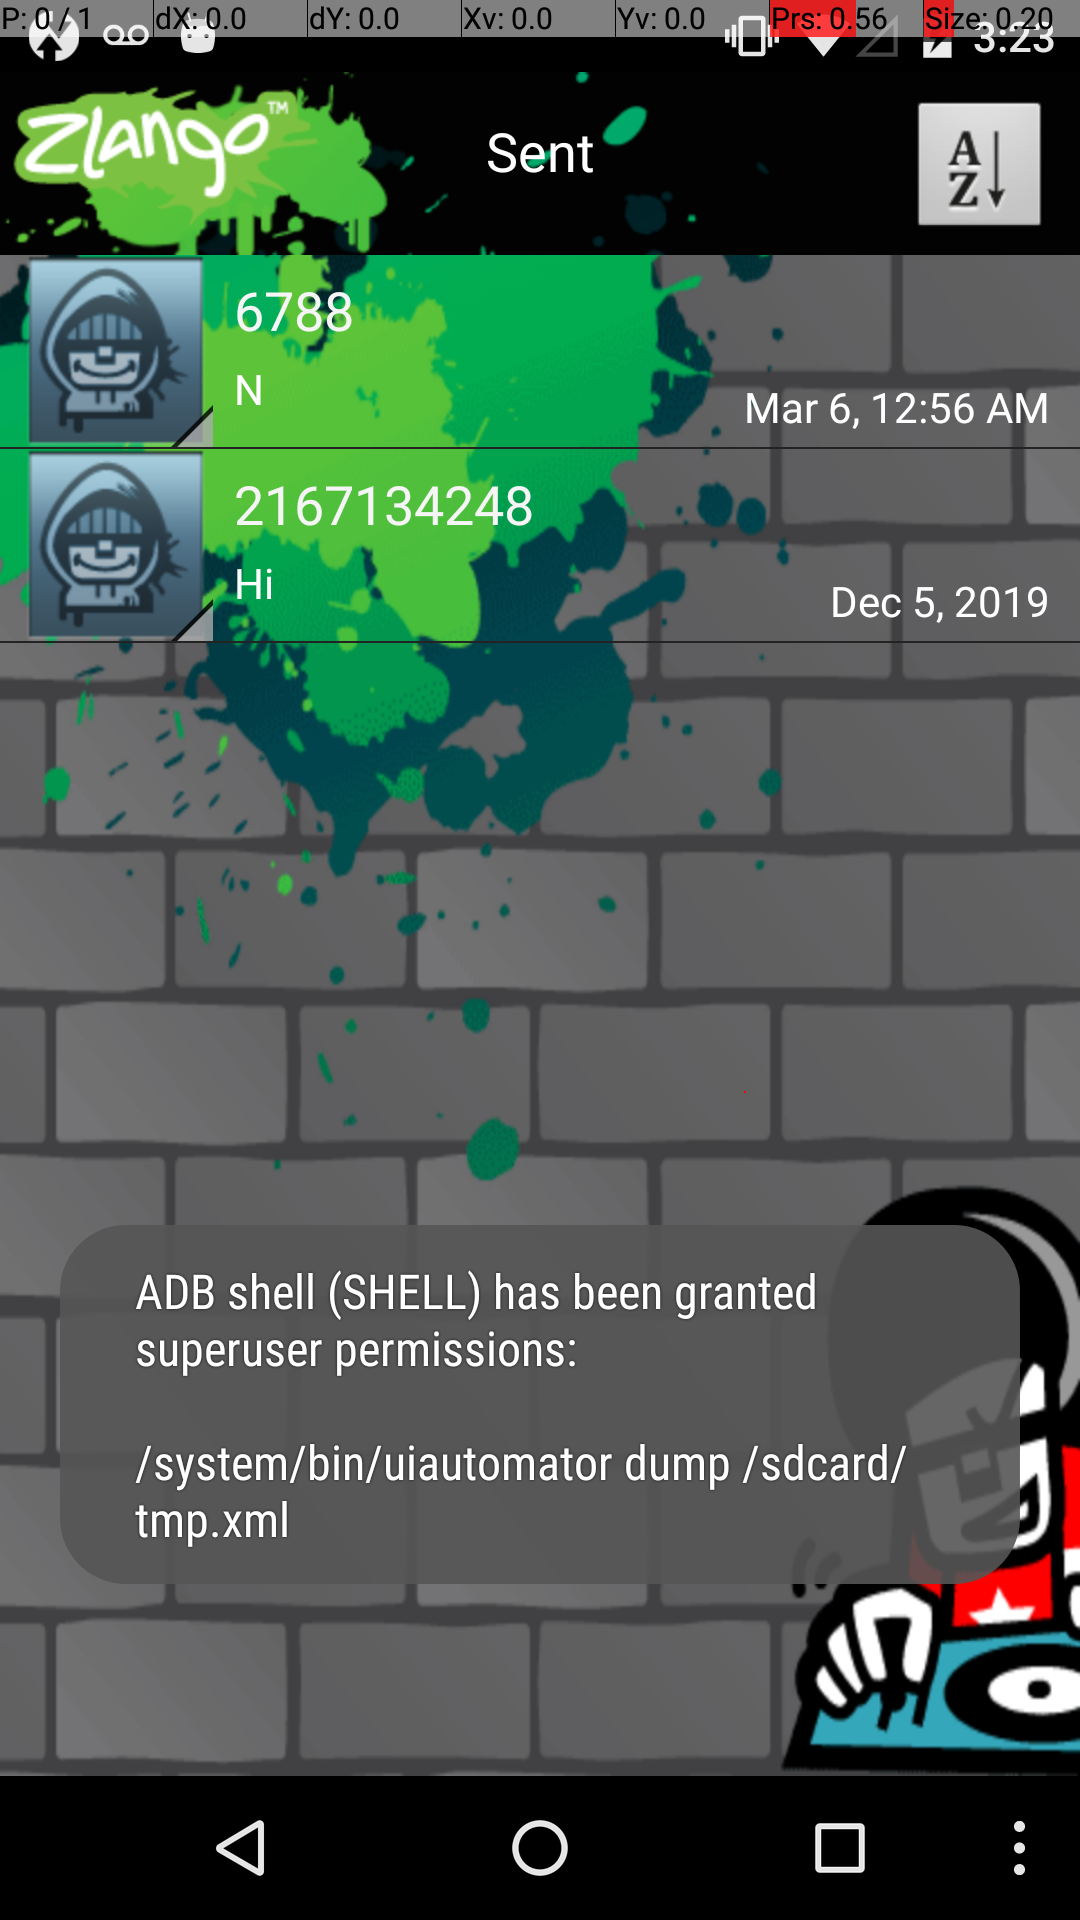 P: 0 / 1 dX: 0.0 dY: 0.0 Xv: 0.0 Yv: 0.0 Prs: 0.56 Size: 0.20
3:23
Zlango™
Sent
A
Z
6788
N
Mar 6, 12:56 AM
2167134248
Hi
Dec 5, 2019
ADB shell (SHELL) has been granted
superuser permissions:
/system/bin/uiautomator dump /sdcard/
tmp.xml